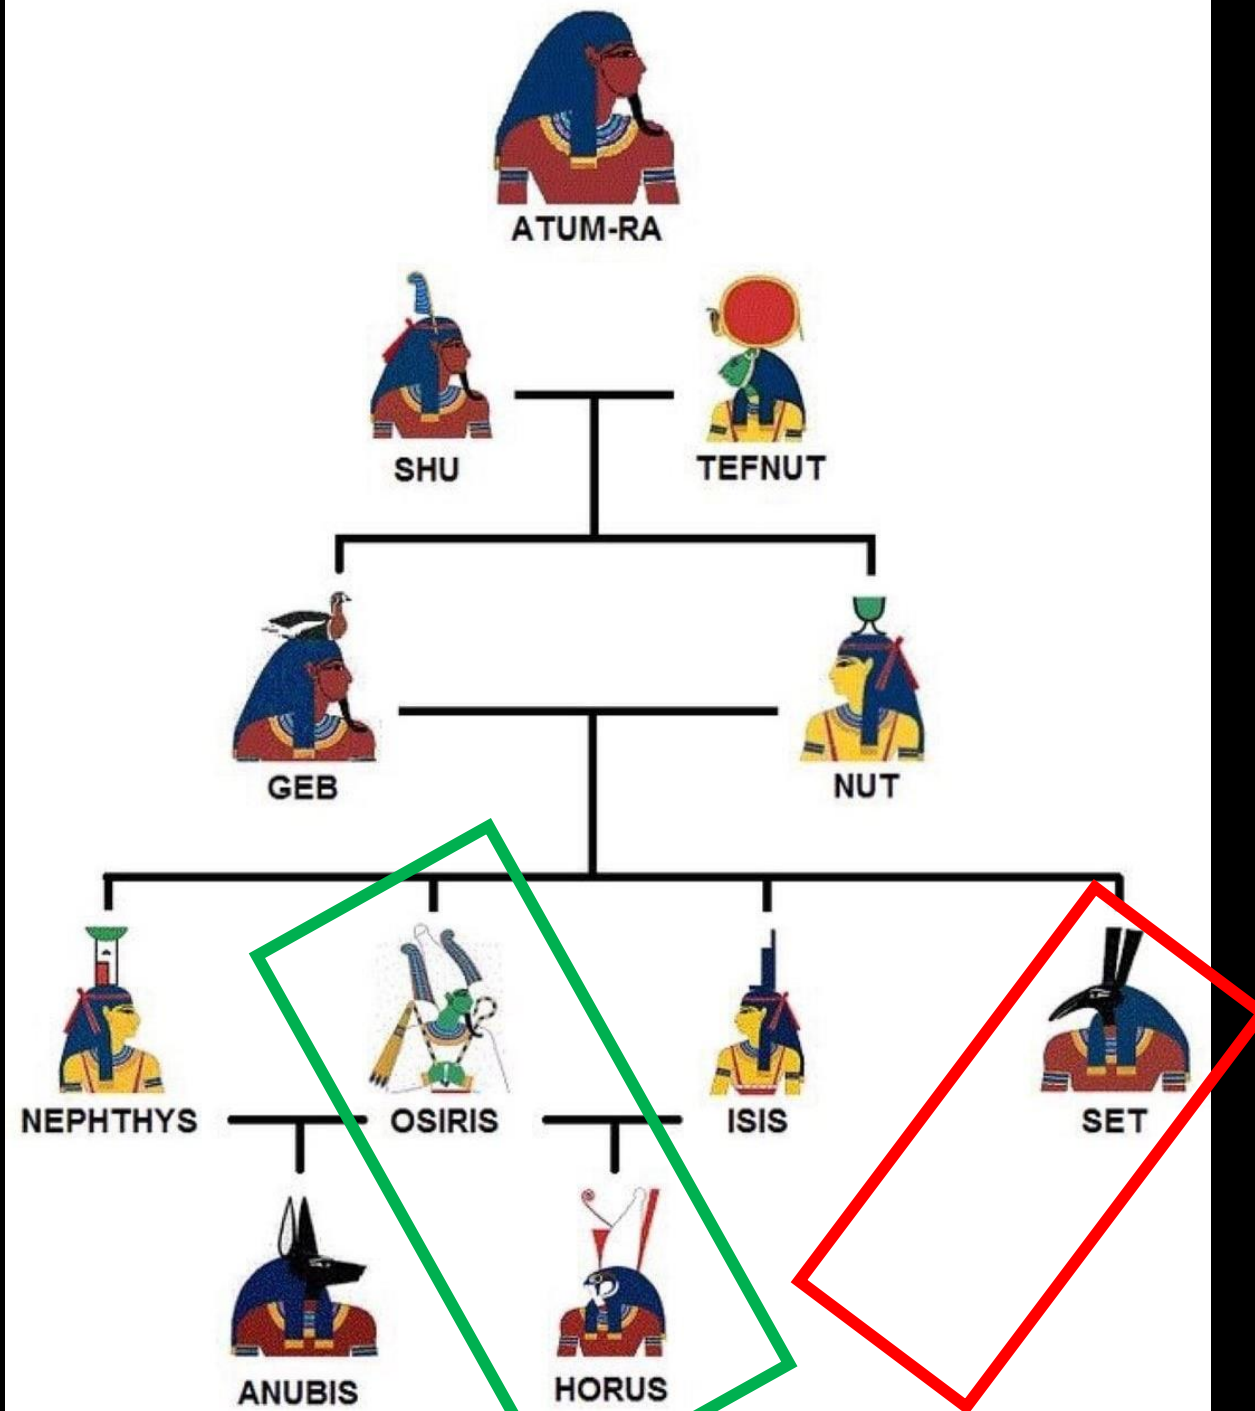 ATUM-RA
SHU
TEFNUT
GEB
NUT
NEPHTHYS
OSIRIS
ISIS
SET
ANUBIS
HORUS